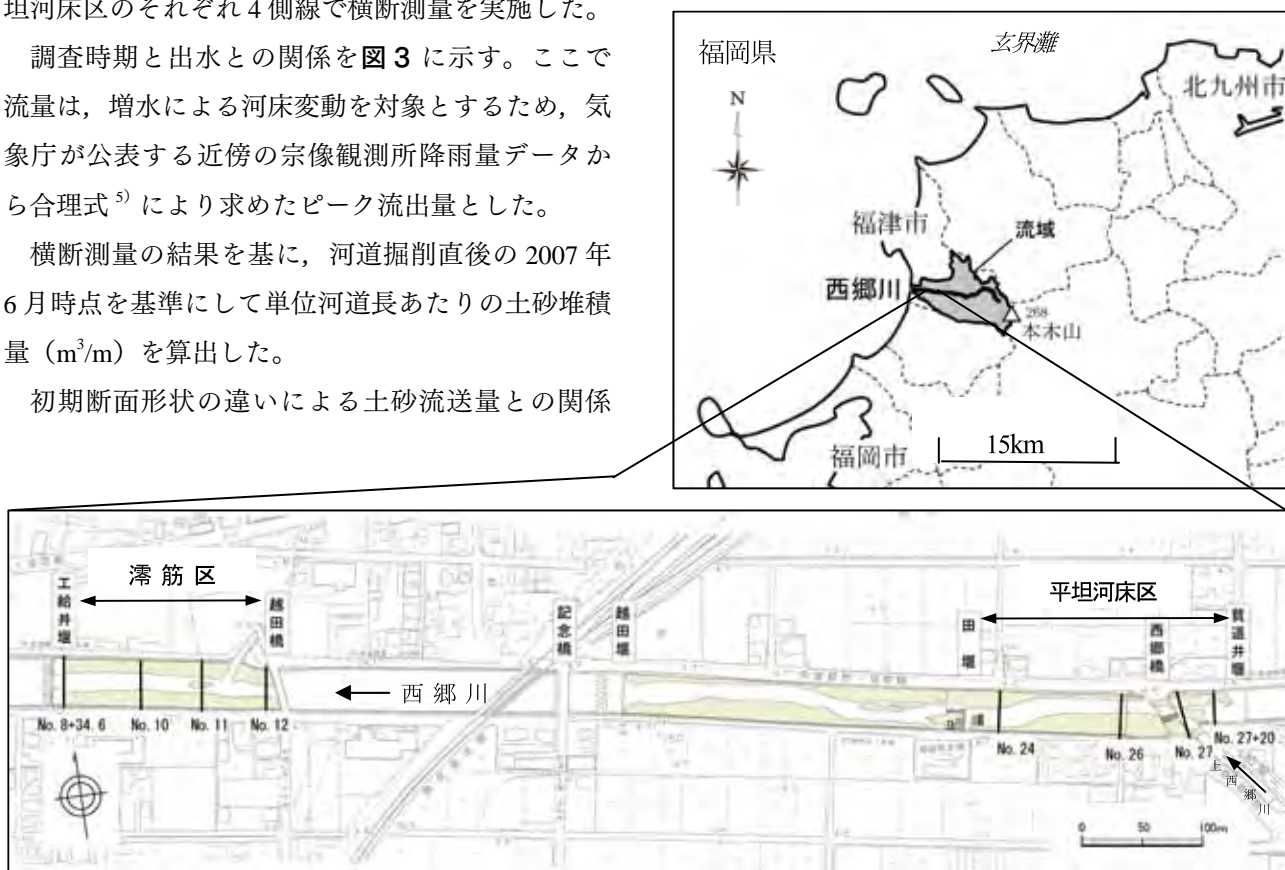 坦河床区のそれぞれ 4 側線で横断測量を実施した。
調査時期と出水との関係を図 3 に示す。ここで
流量は，増水による河床変動を対象とするため，気
象庁が公表する近傍の宗像観測所降雨量データか
ら合理式5) により求めたピーク流出量とした。
横断測量の結果を基に，河道掘削直後の 2007 年
6 月時点を基準にして単位河道長あたりの土砂堆積
量（m3/m）を算出した。
初期断面形状の違いによる土砂流送量との関係
福岡県
玄界灘
北九州市
N
福津市
流域
西郷川
268
本木山
15km
福岡市
澪筋区
平坦河床区
工給井堰
越田橋
記念橋
越田堰
田堰
西郷橋
貫道井堰
西郷川
No. 8+34. 6
No. 10
No. 11
No. 12
No. 24
No. 26
No. 27
No. 27+20
上西郷川
0
50
100m